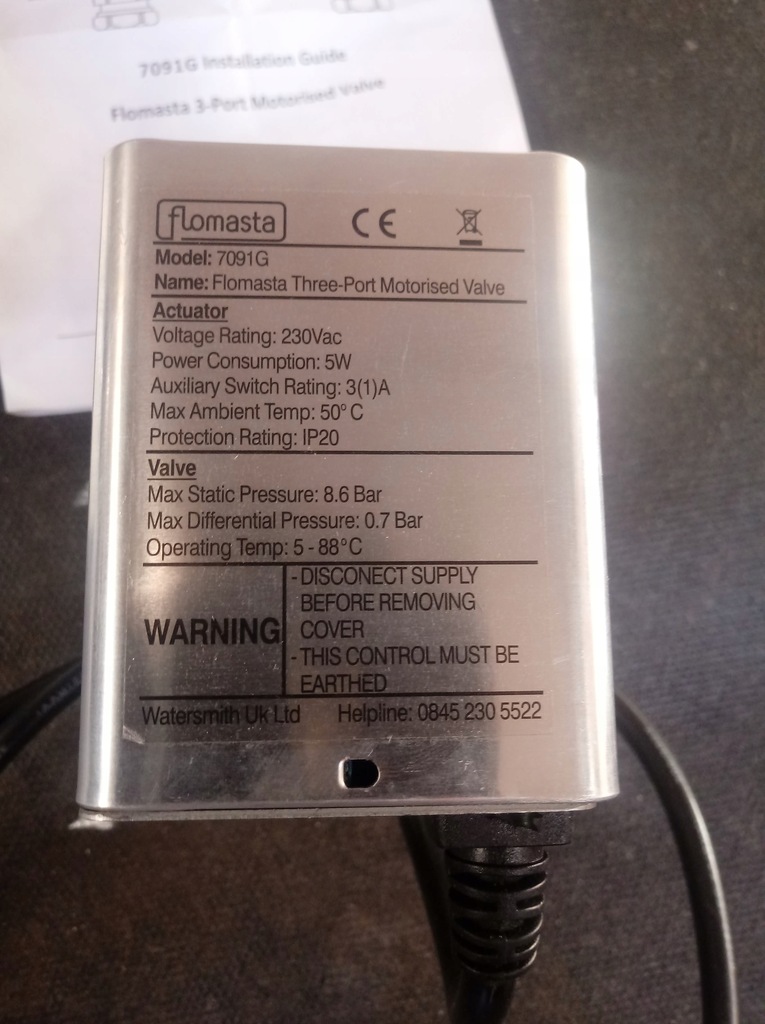 7091G Installation Guide
Flomasta 3-Port Motorised Valve
flomasta CE
Model: 7091G
Name: Flomasta Three-Port Motorised Valve
Actuator
Voltage Rating: 230Vac
Power Consumption: 5W
Auxiliary Switch Rating: 3(1)A
Max Ambient Temp: 50°C
Protection Rating: IP20
Valve
Max Static Pressure: 8.6 Bar
Max Differential Pressure: 0.7 Bar
Operating Temp: 5 - 88°C
WARNING
- DISCONECT SUPPLY
BEFORE REMOVING
COVER
- THIS CONTROL MUST BE
EARTHED
Watersmith Uk Ltd Helpline: 0845 230 5522